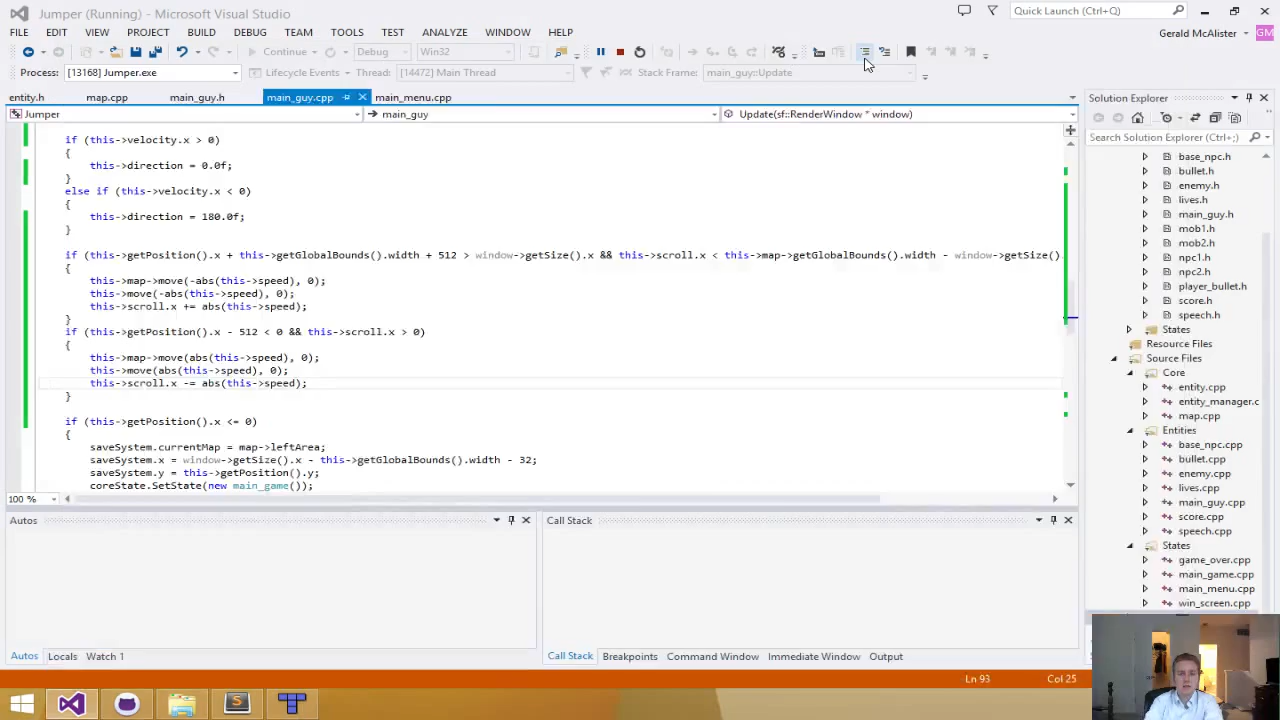 Jumper (Running) - Microsoft Visual Studio
Quick Launch (Ctrl+Q)
FILE EDIT VIEW PROJECT BUILD DEBUG TEAM TOOLS TEST ANALYZE WINDOW HELP
Gerald McAlister GM
Continue Debug Win32
Process: [13168] Jumper.exe Lifecycle Events Thread: [14472] Main Thread Stack Frame: main_guy::Update
entity.h map.cpp main_guy.h main_guy.cpp main_menu.cpp
Jumper main_guy Update(sf::RenderWindow * window)
if (this->velocity.x > 0)
{
this->direction = 0.0f;
}
else if (this->velocity.x < 0)
{
this->direction = 180.0f;
}
if (this->getPosition().x + this->getGlobalBounds().width + 512 > window->getSize().x && this->scroll.x < this->map->getGlobalBounds().width - window->getSize().
{
this->map->move(-abs(this->speed), 0);
this->move(-abs(this->speed), 0);
this->scroll.x += abs(this->speed);
}
if (this->getPosition().x - 512 < 0 && this->scroll.x > 0)
{
this->map->move(abs(this->speed), 0);
this->move(abs(this->speed), 0);
this->scroll.x -= abs(this->speed);
}
if (this->getPosition().x <= 0)
{
saveSystem.currentMap = map->leftArea;
saveSystem.x = window->getSize().x - this->getGlobalBounds().width - 32;
saveSystem.y = this->getPosition().y;
coreState.SetState(new main_game());
100 %
Autos
Call Stack
Autos Locals Watch 1
Call Stack Breakpoints Command Window Immediate Window Output
Ln 93 Col 25
Solution Explorer
Search Solution Explorer (Ctrl+;)
base_npc.h
bullet.h
enemy.h
lives.h
main_guy.h
mob1.h
mob2.h
npc1.h
npc2.h
player_bullet.h
score.h
speech.h
States
Resource Files
Source Files
Core
entity.cpp
entity_manager.c
map.cpp
Entities
base_npc.cpp
bullet.cpp
enemy.cpp
lives.cpp
main_guy.cpp
score.cpp
speech.cpp
States
game_over.cpp
main_game.cpp
main_menu.cpp
win_screen.cpp